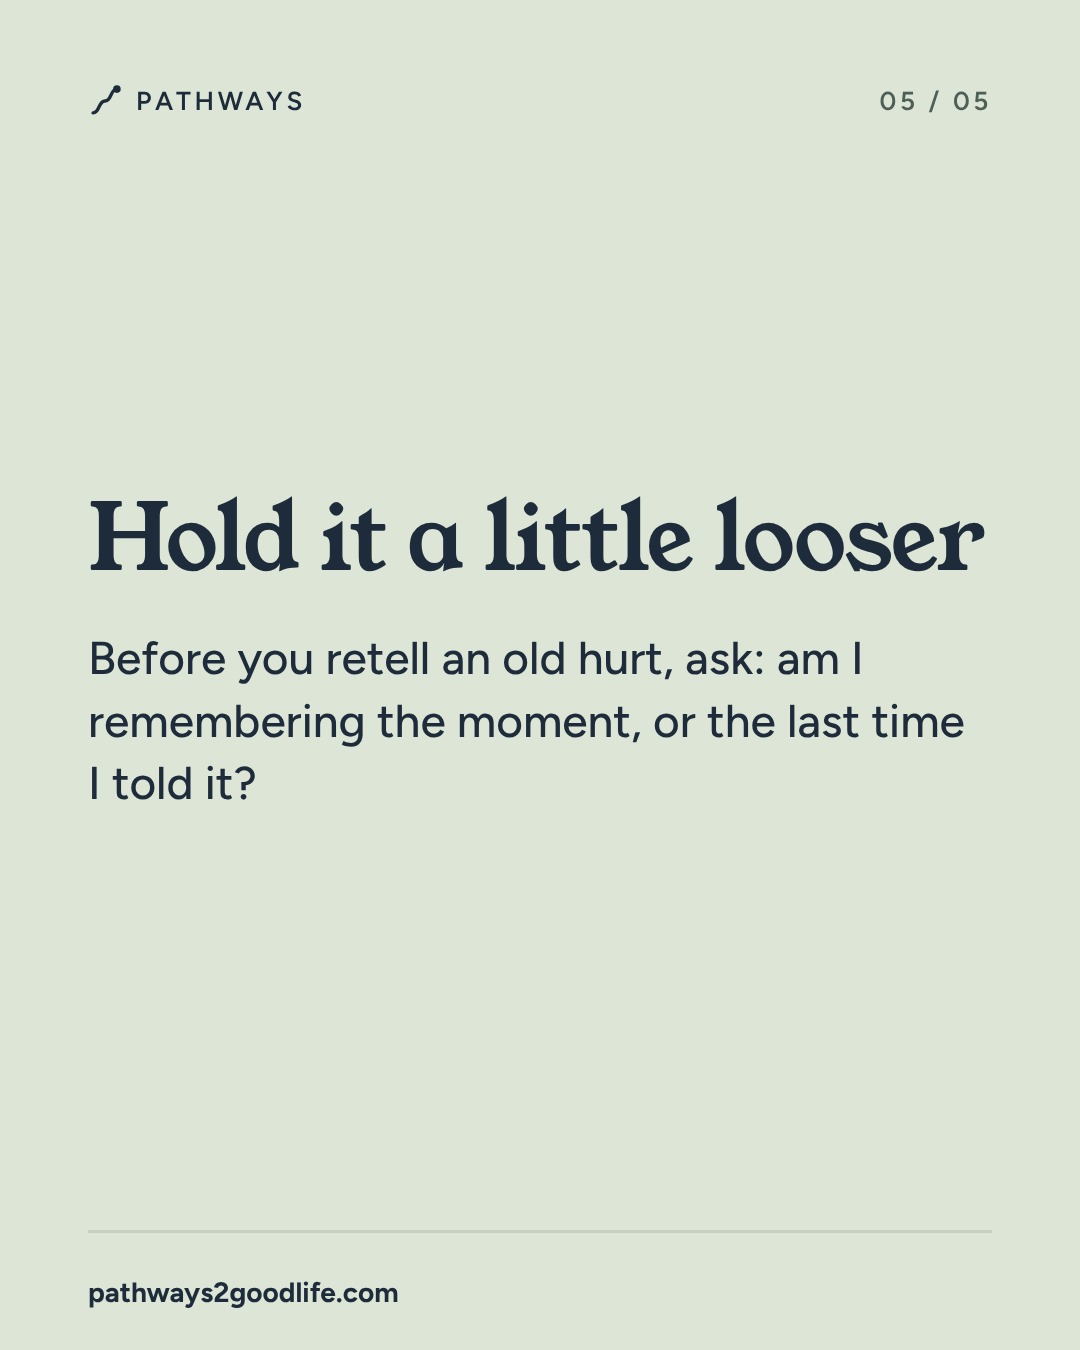 PATHWAYS
05 / 05
Hold it a little looser
Before you retell an old hurt, ask: am I
remembering the moment, or the last time
I told it?
pathways2goodlife.com